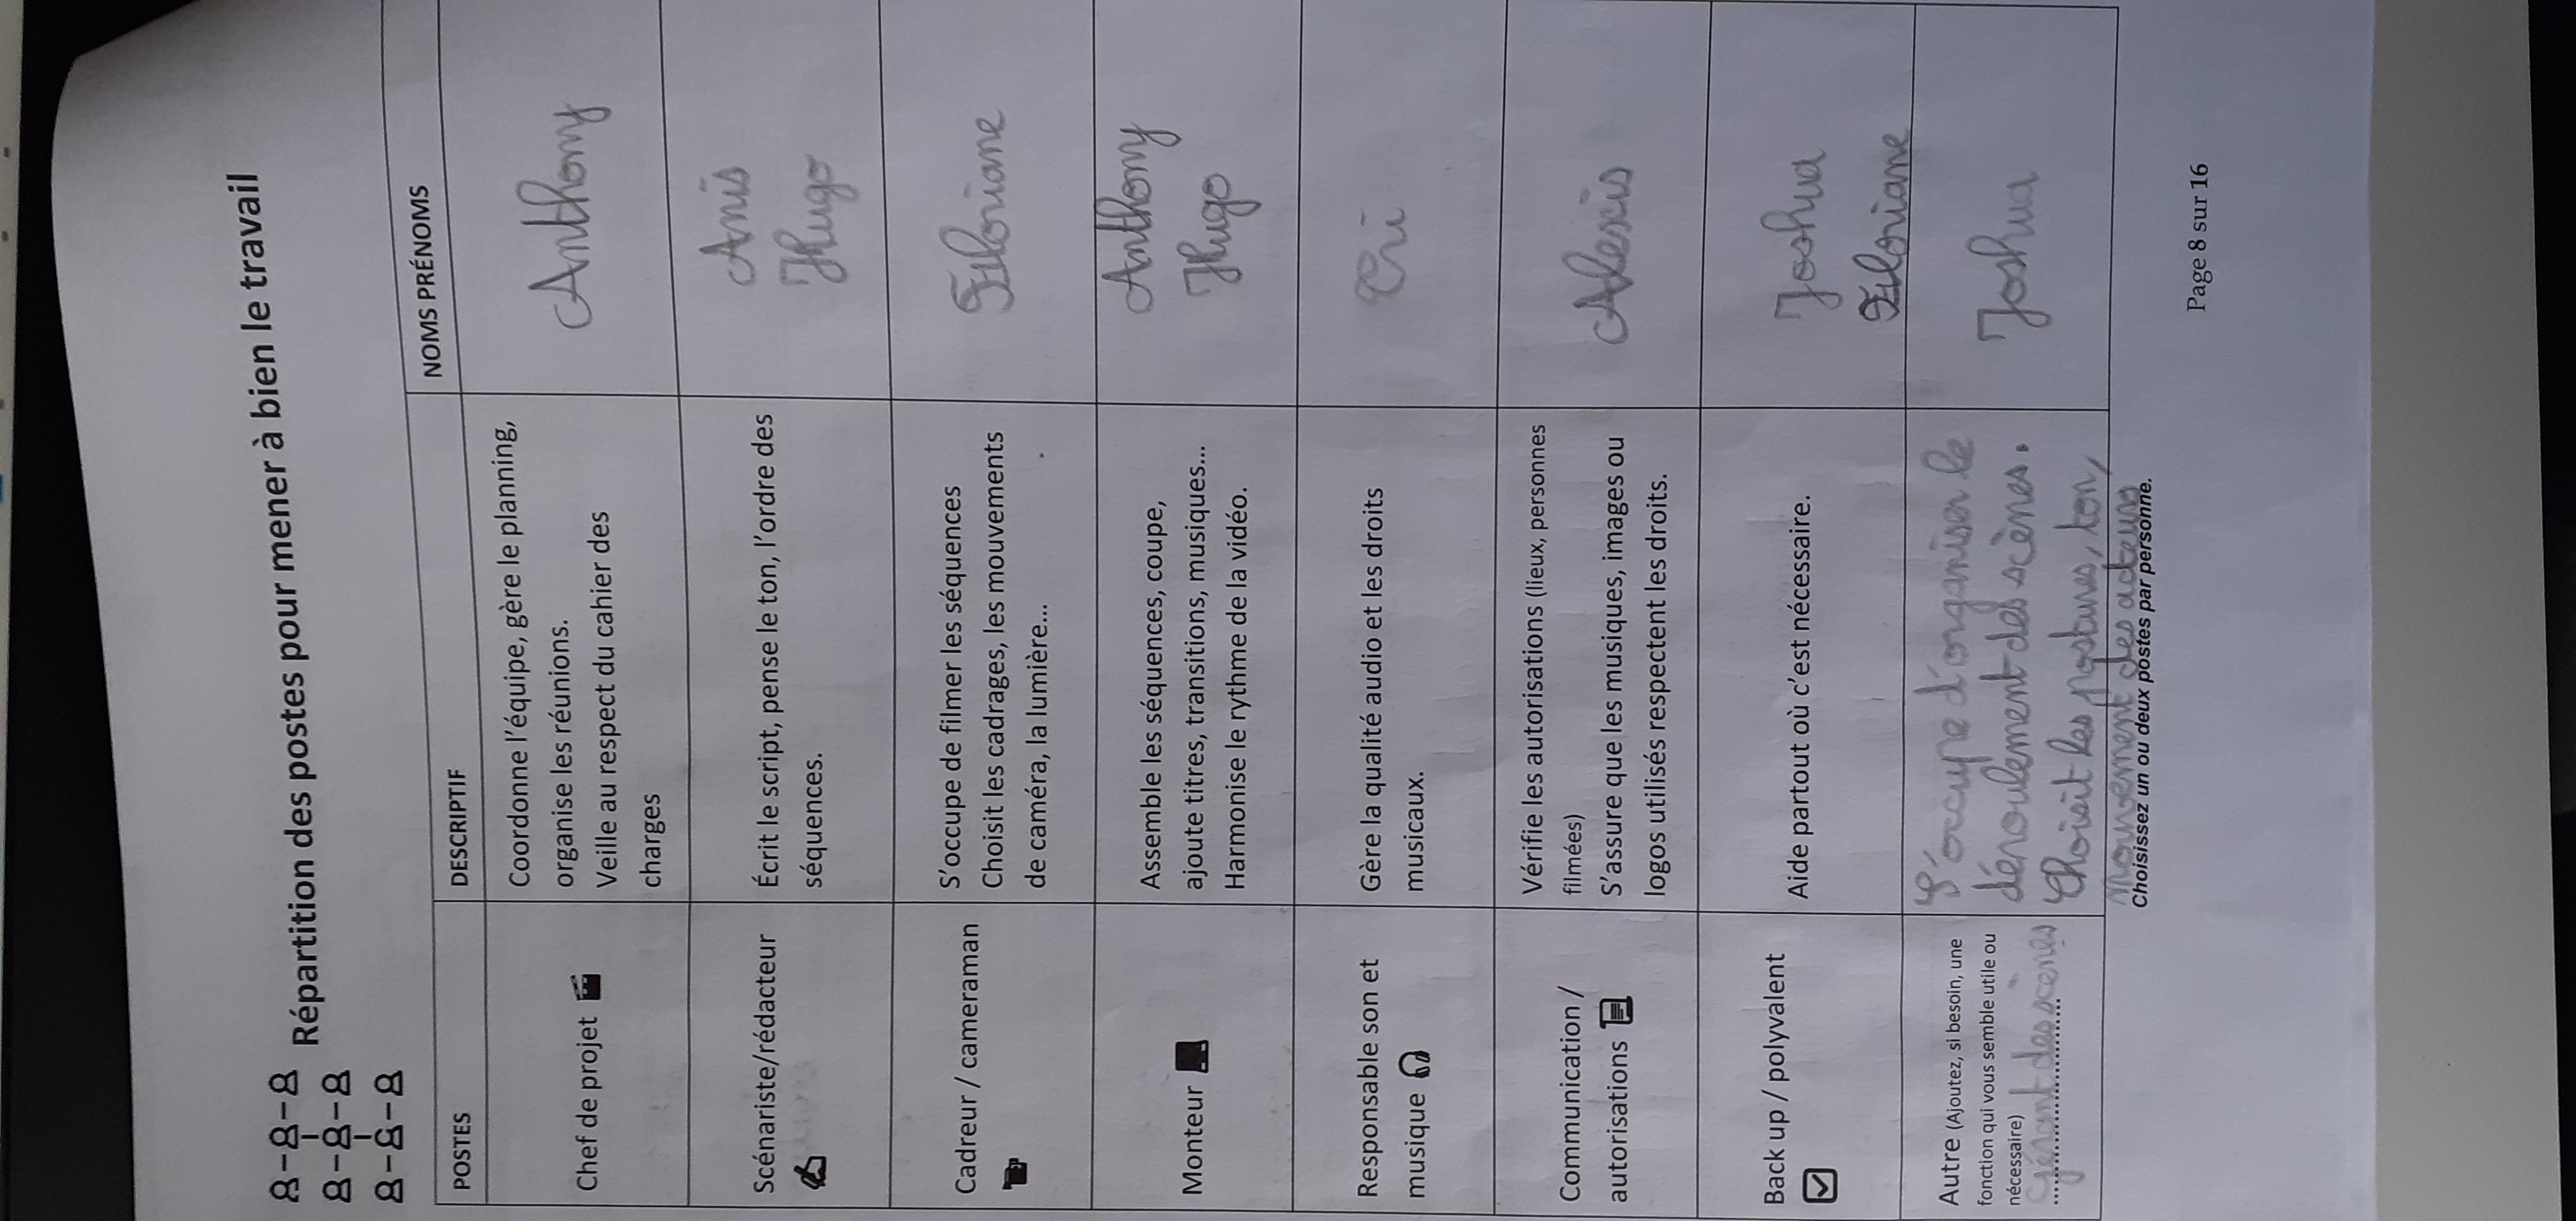 Répartition des postes pour mener à bien le travail
POSTES
DESCRIPTIF
NOMS PRÉNOMS
Chef de projet
Coordonne l'équipe, gère le planning,
organise les réunions.
Veille au respect du cahier des
charges
Anthony
Scénariste/rédacteur
Écrit le script, pense le ton, l'ordre des
séquences.
Anis
Hugo
Cadreur / cameraman
S'occupe de filmer les séquences
Choisit les cadrages, les mouvements
de caméra, la lumière...
Floriane
Monteur
Assemble les séquences, coupe,
ajoute titres, transitions, musiques...
Harmonise le rythme de la vidéo.
Anthony
Hugo
Responsable son et
musique
Gère la qualité audio et les droits
musicaux.
Communication /
autorisations
Vérifie les autorisations (lieux, personnes
filmées)
S'assure que les musiques, images ou
logos utilisés respectent les droits.
Alexis
Back up / polyvalent
Aide partout où c'est nécessaire.
Joshua
Floriane
Autre (Ajoutez, si besoin, une
fonction qui vous semble utile ou
nécessaire)
Gérant des scènes
S'occupe d'organiser le
déroulement des scènes.
Choisit les postures, ton,
mouvement des acteurs
Joshua
Choisissez un ou deux postes par personne.
Page 8 sur 16